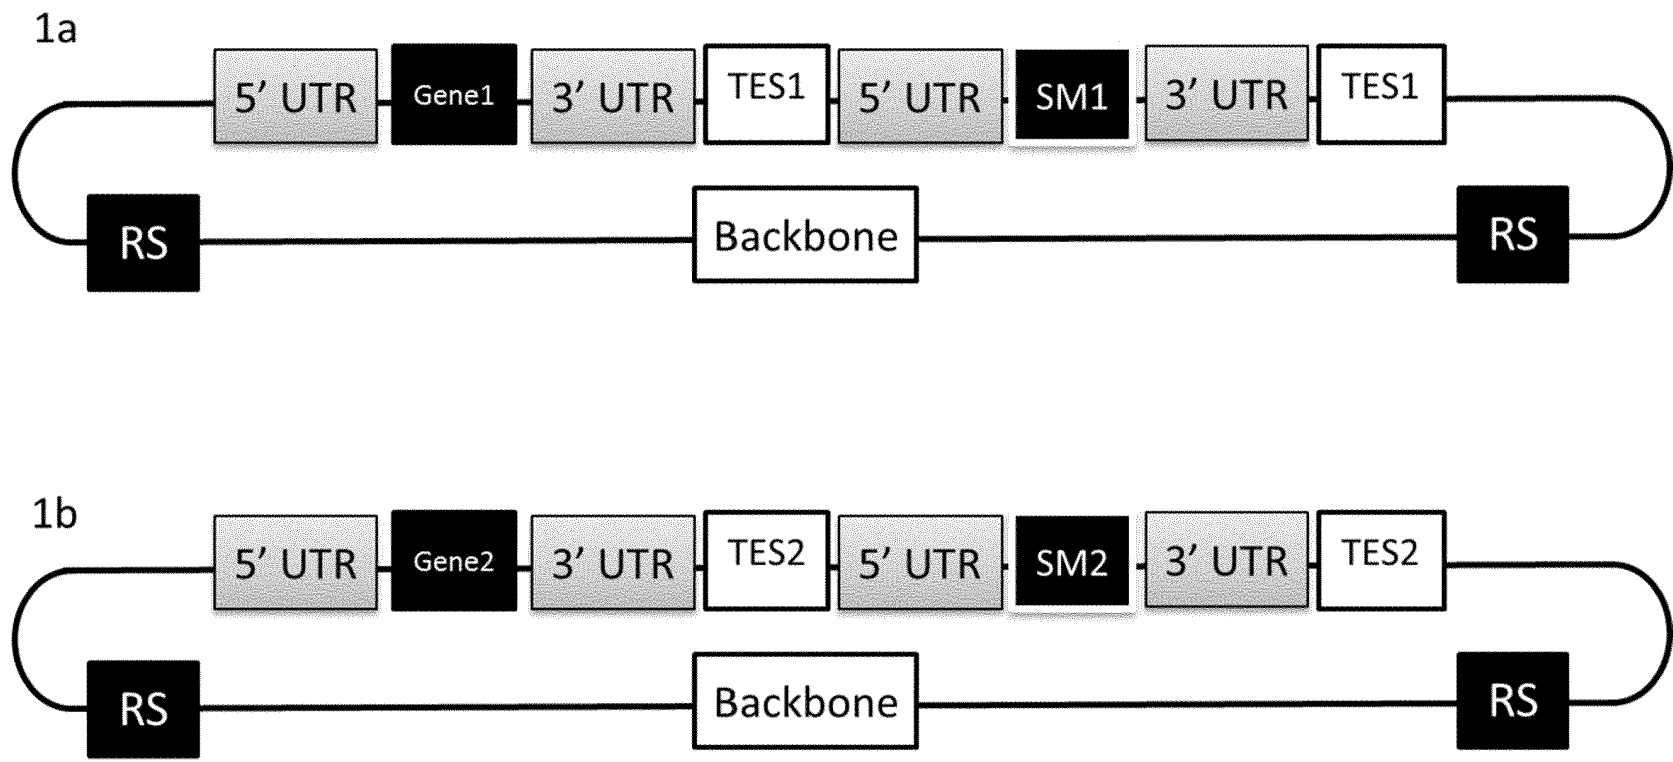 1a
5’ UTR Gene1 3’ UTR TES1 5’ UTR SM1 3’ UTR TES1
RS Backbone RS
1b
5’ UTR Gene2 3’ UTR TES2 5’ UTR SM2 3’ UTR TES2
RS Backbone RS